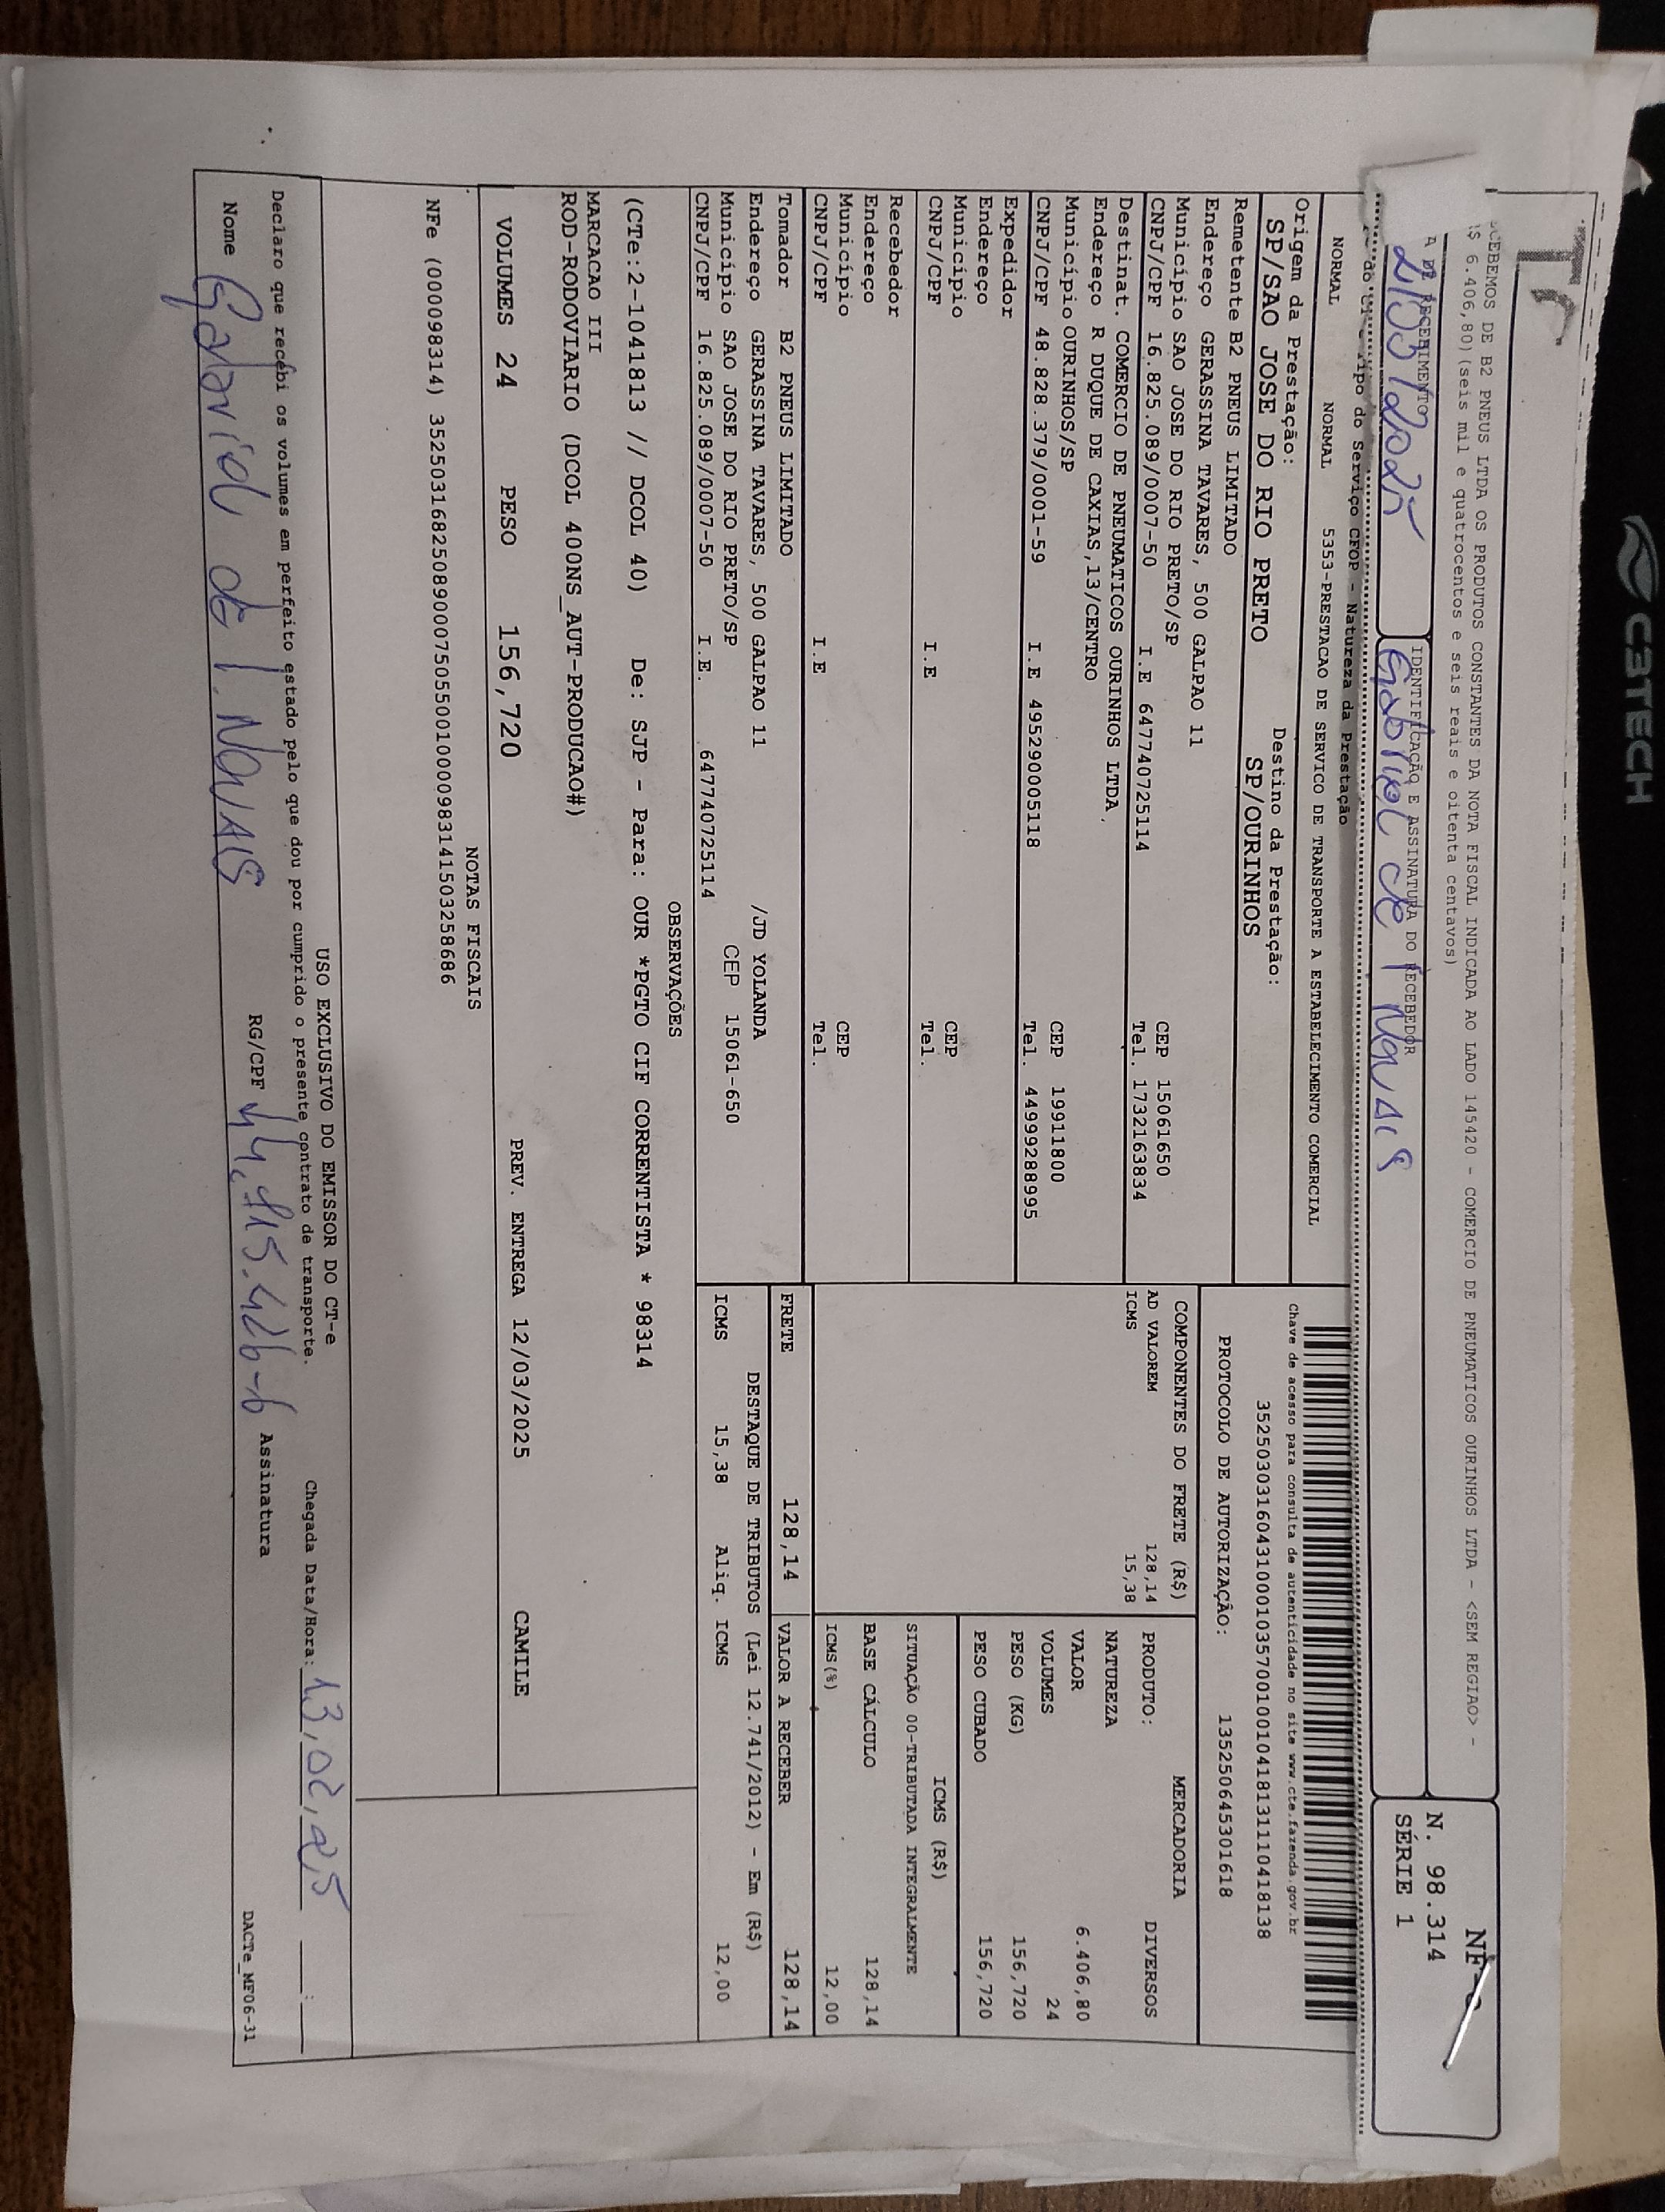 CEBEMOS DE B2 PNEUS LTDA OS PRODUTOS CONSTANTES DA NOTA FISCAL INDICADA AO LADO 145420 - COMERCIO DE PNEUMATICOS OURINHOS LTDA - <SEM REGIAO> -
$ 6.406,80)(seis mil e quatrocentos e seis reais e oitenta centavos)
NF-e
N. 98.314
SÉRIE 1
A DE RECEBIMENTO
IDENTIFICAÇÃO E ASSINATURA DO RECEBEDOR
Gabriel de
Tipo do Serviço CFOP - Natureza da Prestação
NORMAL NORMAL 5353-PRESTACAO DE SERVICO DE TRANSPORTE A ESTABELECIMENTO COMERCIAL
Origem da Prestação: Destino da Prestação:
SP/SAO JOSE DO RIO PRETO SP/OURINHOS
Chave de acesso para consulta de autenticidade no site www.cte.fazenda.gov.br
35250303160431000103570010010418131110418138
PROTOCOLO DE AUTORIZAÇÃO: 135250645301618
Remetente B2 PNEUS LIMITADO
Endereço GERASSINA TAVARES, 500 GALPAO 11
Município SAO JOSE DO RIO PRETO/SP CEP 15061650
CNPJ/CPF 16.825.089/0007-50 I.E 647740725114 Tel. 1732163834
Destinat. COMERCIO DE PNEUMATICOS OURINHOS LTDA,
Endereço R DUQUE DE CAXIAS,13/CENTRO
Município OURINHOS/SP CEP 19911800
CNPJ/CPF 48.828.379/0001-59 I.E 495290005118 Tel. 44999288995
Expedidor
Endereço
Município CEP
CNPJ/CPF I.E Tel.
Recebedor
Endereço
Município CEP
CNPJ/CPF I.E Tel.
COMPONENTES DO FRETE (R$)
AD VALOREM 128,14
ICMS 15,38
MERCADORIA
PRODUTO: DIVERSOS
NATUREZA
VALOR 6.406,80
VOLUMES 24
PESO (KG) 156,720
PESO CUBADO 156,720
ICMS (R$)
SITUAÇÃO 00-TRIBUTADA INTEGRALMENTE
BASE CÁLCULO 128,14
ICMS(%) 12,00
Tomador B2 PNEUS LIMITADO
Endereço GERASSINA TAVARES, 500 GALPAO 11 /JD YOLANDA
Município SAO JOSE DO RIO PRETO/SP CEP 15061-650
CNPJ/CPF 16.825.089/0007-50 I.E. 647740725114
FRETE 128,14 VALOR A RECEBER 128,14
DESTAQUE DE TRIBUTOS (Lei 12.741/2012) - Em (R$)
ICMS 15,38 Aliq. ICMS 12,00
OBSERVAÇÕES
(CTe:2-1041813 // DCOL 40) De: SJP - Para: OUR *PGTO CIF CORRENTISTA * 98314
MARCACAO III
ROD-RODOVIARIO (DCOL 400NS_AUT-PRODUCAO#)
VOLUMES 24 PESO 156,720 PREV. ENTREGA 12/03/2025 CAMILE
NOTAS FISCAIS
NFe (000098314) 35250316825089000750550010000983141503258686
USO EXCLUSIVO DO EMISSOR DO CT-e
Declaro que recebi os volumes em perfeito estado pelo que dou por cumprido o presente contrato de transporte. Chegada Data/Hora: 13,02,25 :
Nome Gabriel de RG/CPF Assinatura
DACTe_MF06-31
C3TECH